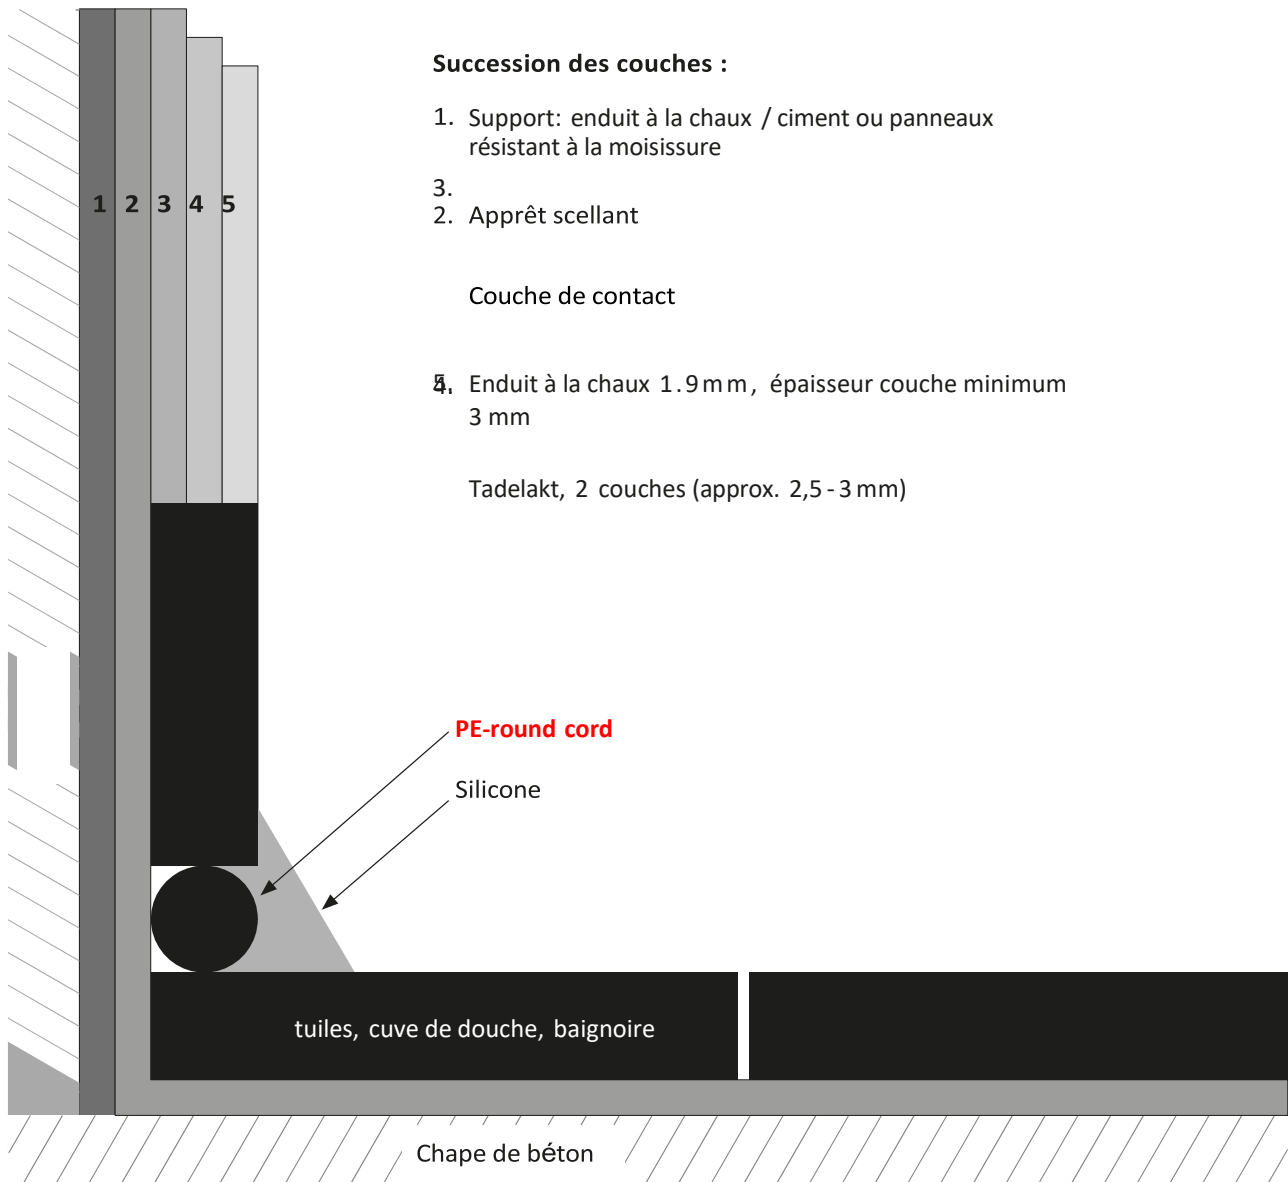 Succession des couches :
1. Support: enduit à la chaux / ciment ou panneaux
résistant à la moisissure
3.
2. Apprêt scellant
1 2 3 4 5
Couche de contact
Enduit à la chaux 1.9mm, épaisseur couche minimum
3 mm
Tadelakt, 2 couches (approx. 2,5-3 mm)
PE-round cord
Silicone
tuiles, cuve de douche, baignoire
Chape de béton